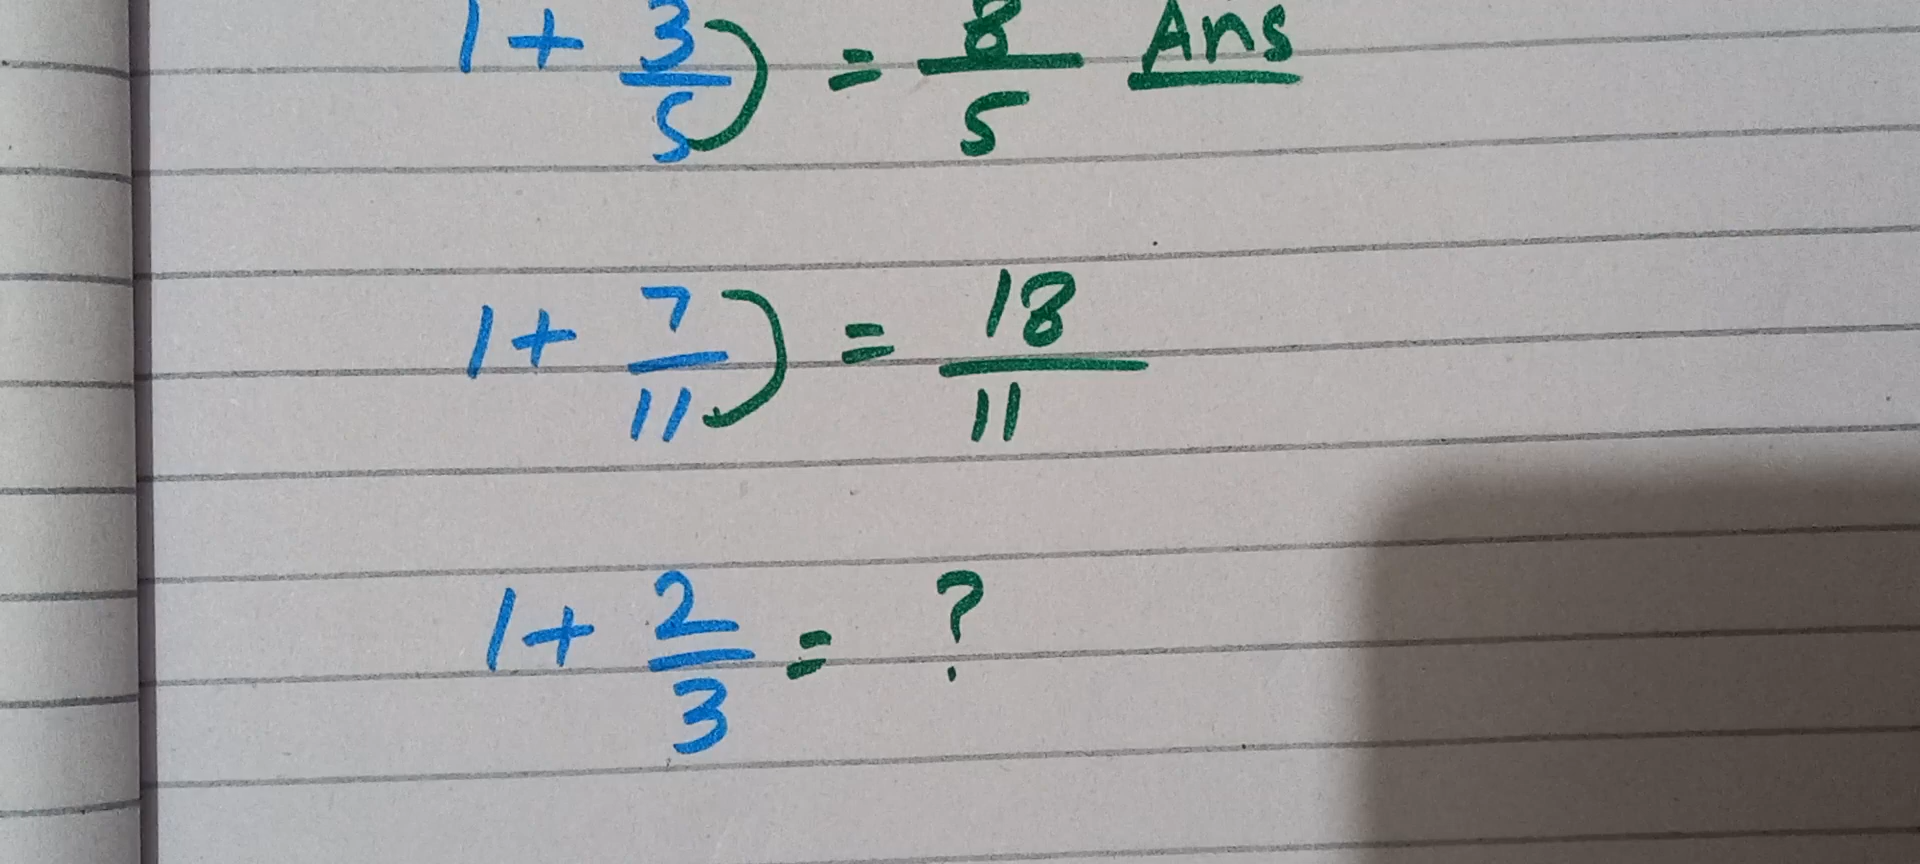 1 + 3/5 ) = 8/5 Ans
1 + 7/11 ) = 18/11
1 + 2/3 = ?